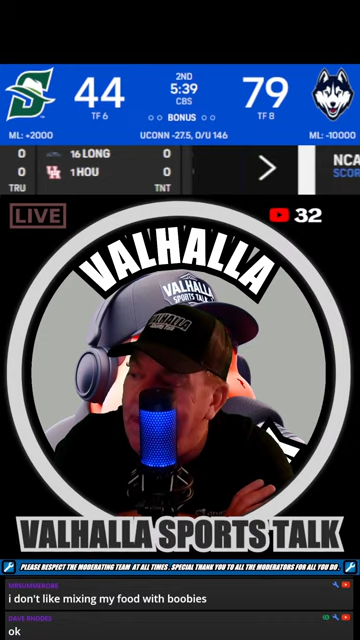 S
44
TF 6
2ND
5:39
CBS
BONUS
79
TF 8
ML: +2000
UCONN -27.5, O/U 146
ML: -10000
0
16 LONG
0
0
1 HOU
0
TRU
TNT
NCA
SCOR
LIVE
32
VALHALLA
VALHALLA
SPORTS TALK
VALHALLA
VALHALLA SPORTS TALK
PLEASE RESPECT THE MODERATING TEAM AT ALL TIMES. SPECIAL THANK YOU TO ALL THE MODERATORS FOR ALL YOU DO.
MRSUMMER08S
i don't like mixing my food with boobies
DAVE RHODES
ok